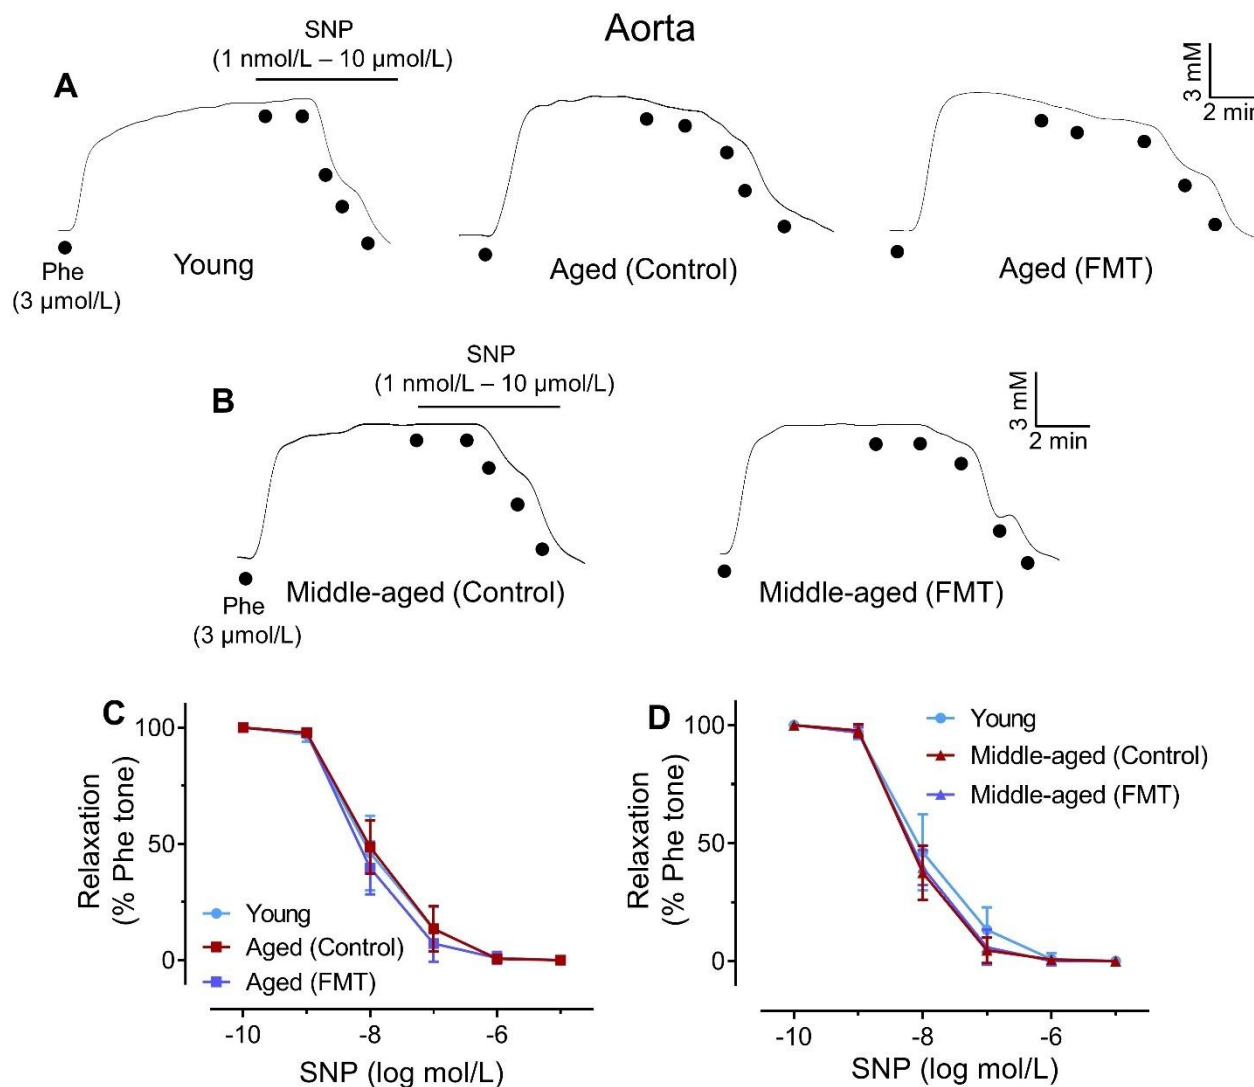 Aorta
SNP
(1 nmol/L – 10 µmol/L)
A
3 mM
2 min
Phe
(3 µmol/L)
Young
Aged (Control)
Aged (FMT)
SNP
(1 nmol/L – 10 µmol/L)
B
3 mM
2 min
Phe
(3 µmol/L)
Middle-aged (Control)
Middle-aged (FMT)
C
Relaxation
(% Phe tone)
100
50
0
Young
Aged (Control)
Aged (FMT)
-10
-8
-6
SNP (log mol/L)
D
Relaxation
(% Phe tone)
100
50
0
Young
Middle-aged (Control)
Middle-aged (FMT)
-10
-8
-6
SNP (log mol/L)